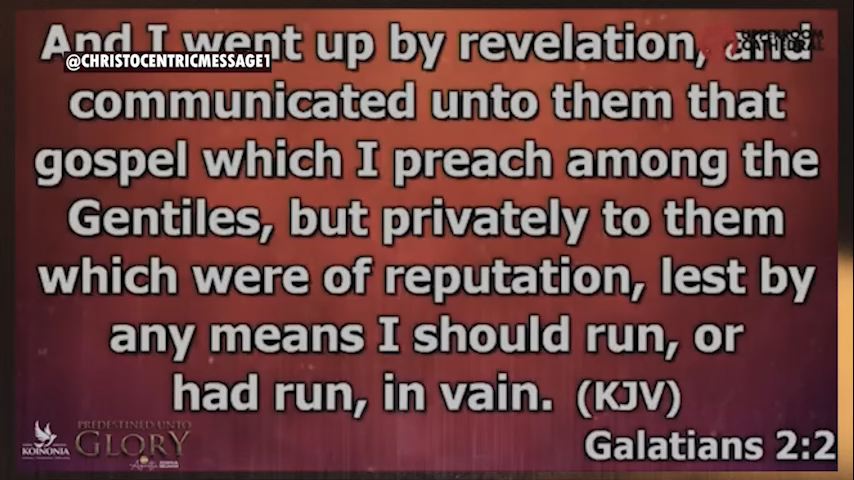 And I went up by revelation, and
@CHRISTOCENTRICMESSAGE1
UPPERROOM
CATHEDRAL
communicated unto them that
gospel which I preach among the
Gentiles, but privately to them
which were of reputation, lest by
any means I should run, or
had run, in vain. (KJV)
Galatians 2:2
KOINONIA
PREDESTINED UNTO
GLORY